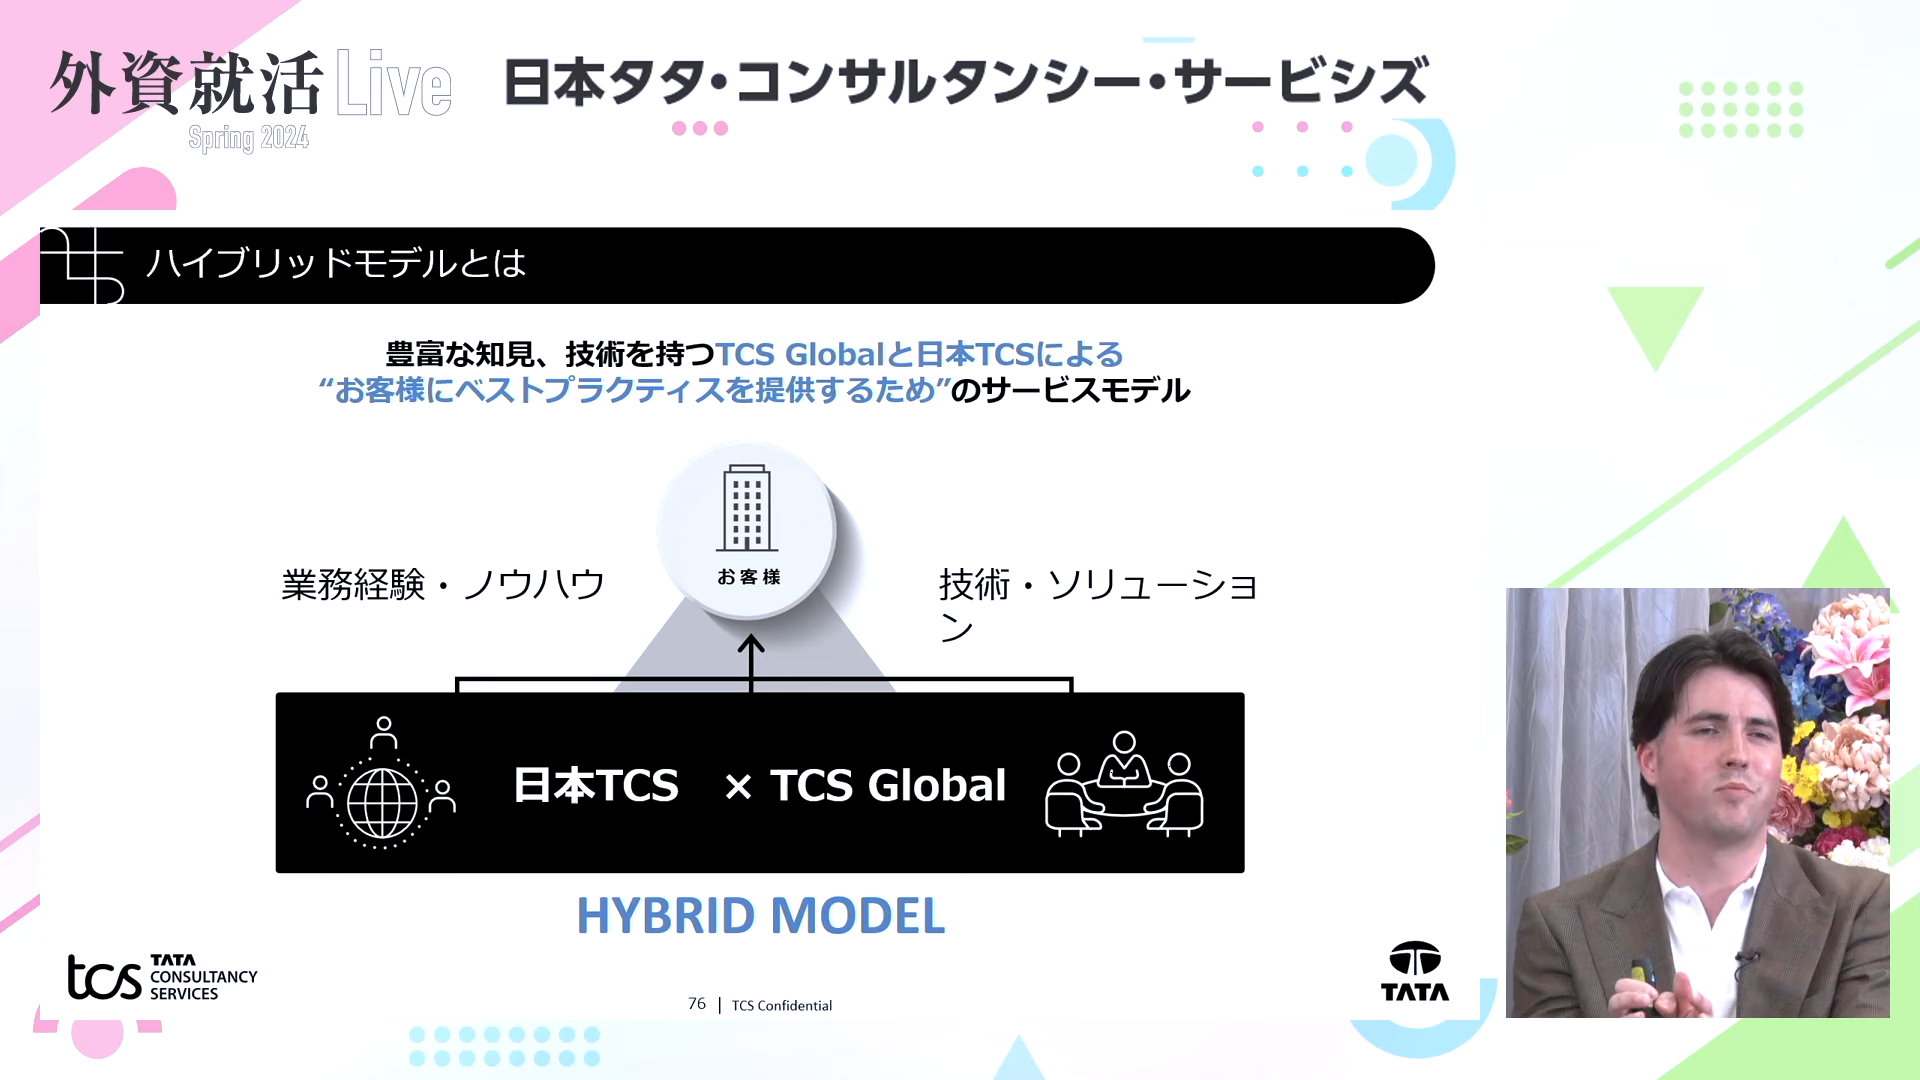 外資就活Live
Spring 2024
日本タタ・コンサルタンシー・サービシズ
ハイブリッドモデルとは
豊富な知見、技術を持つTCS Globalと日本TCSによる
“お客様にベストプラクティスを提供するため”のサービスモデル
お客様
業務経験・ノウハウ
技術・ソリューショ
ン
日本TCS × TCS Global
HYBRID MODEL
tcs TATA
CONSULTANCY
SERVICES
76 | TCS Confidential
TATA